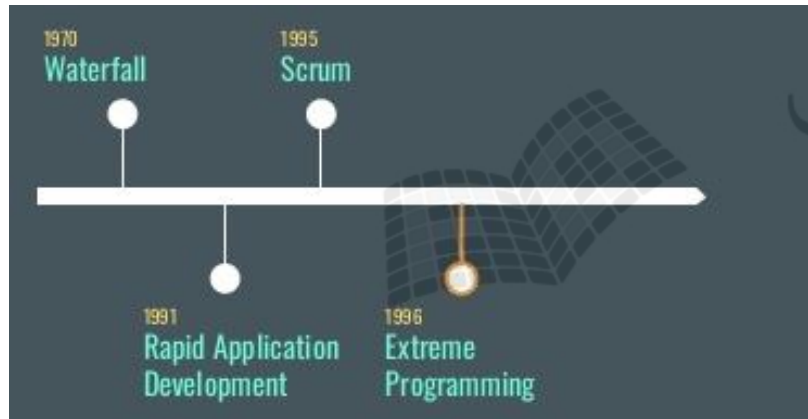 1970
Waterfall
1995
Scrum
1991
Rapid Application
Development
1996
Extreme
Programming